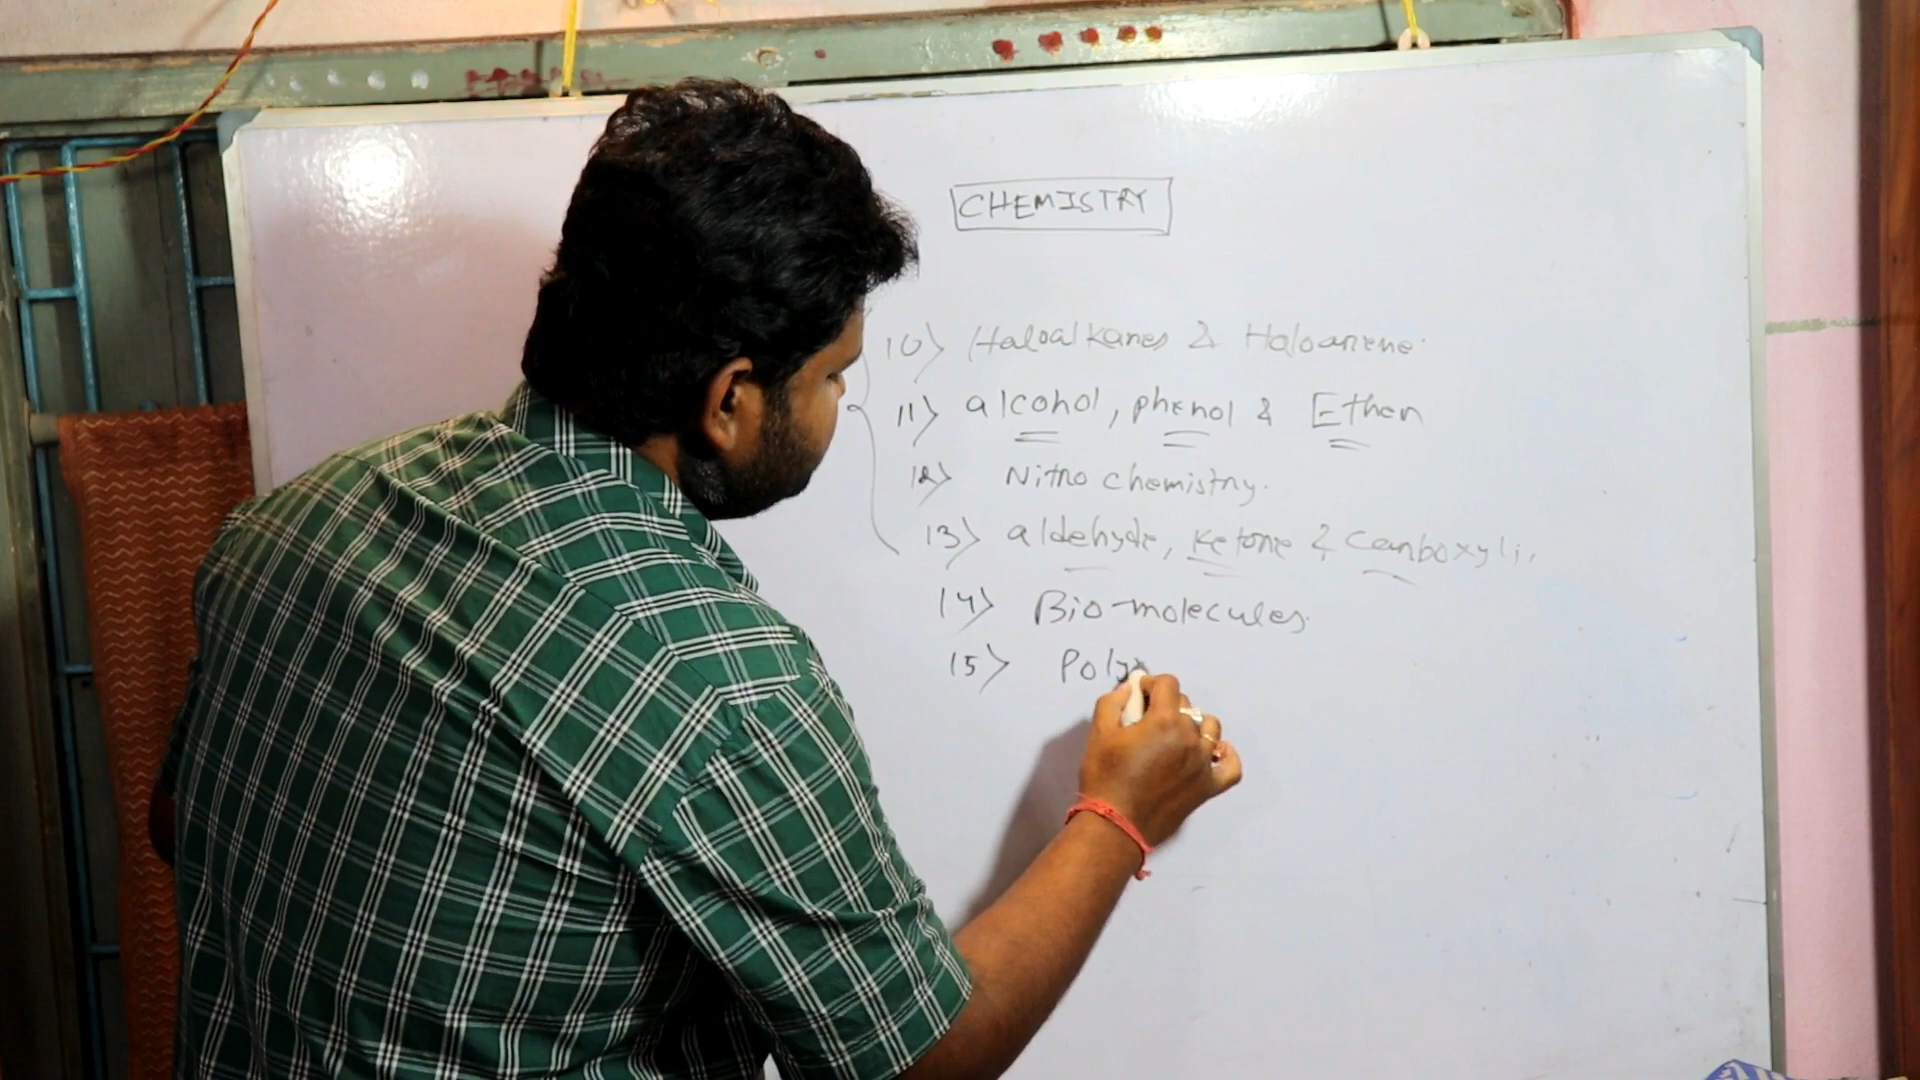 CHEMISTRY
10> Haloalkanes & Haloarene.
11> alcohol, phenol & Ether
12> Nitro chemistry.
13> aldehyde, ketone & Carboxyli,
14> Bio-molecules.
15> Poly